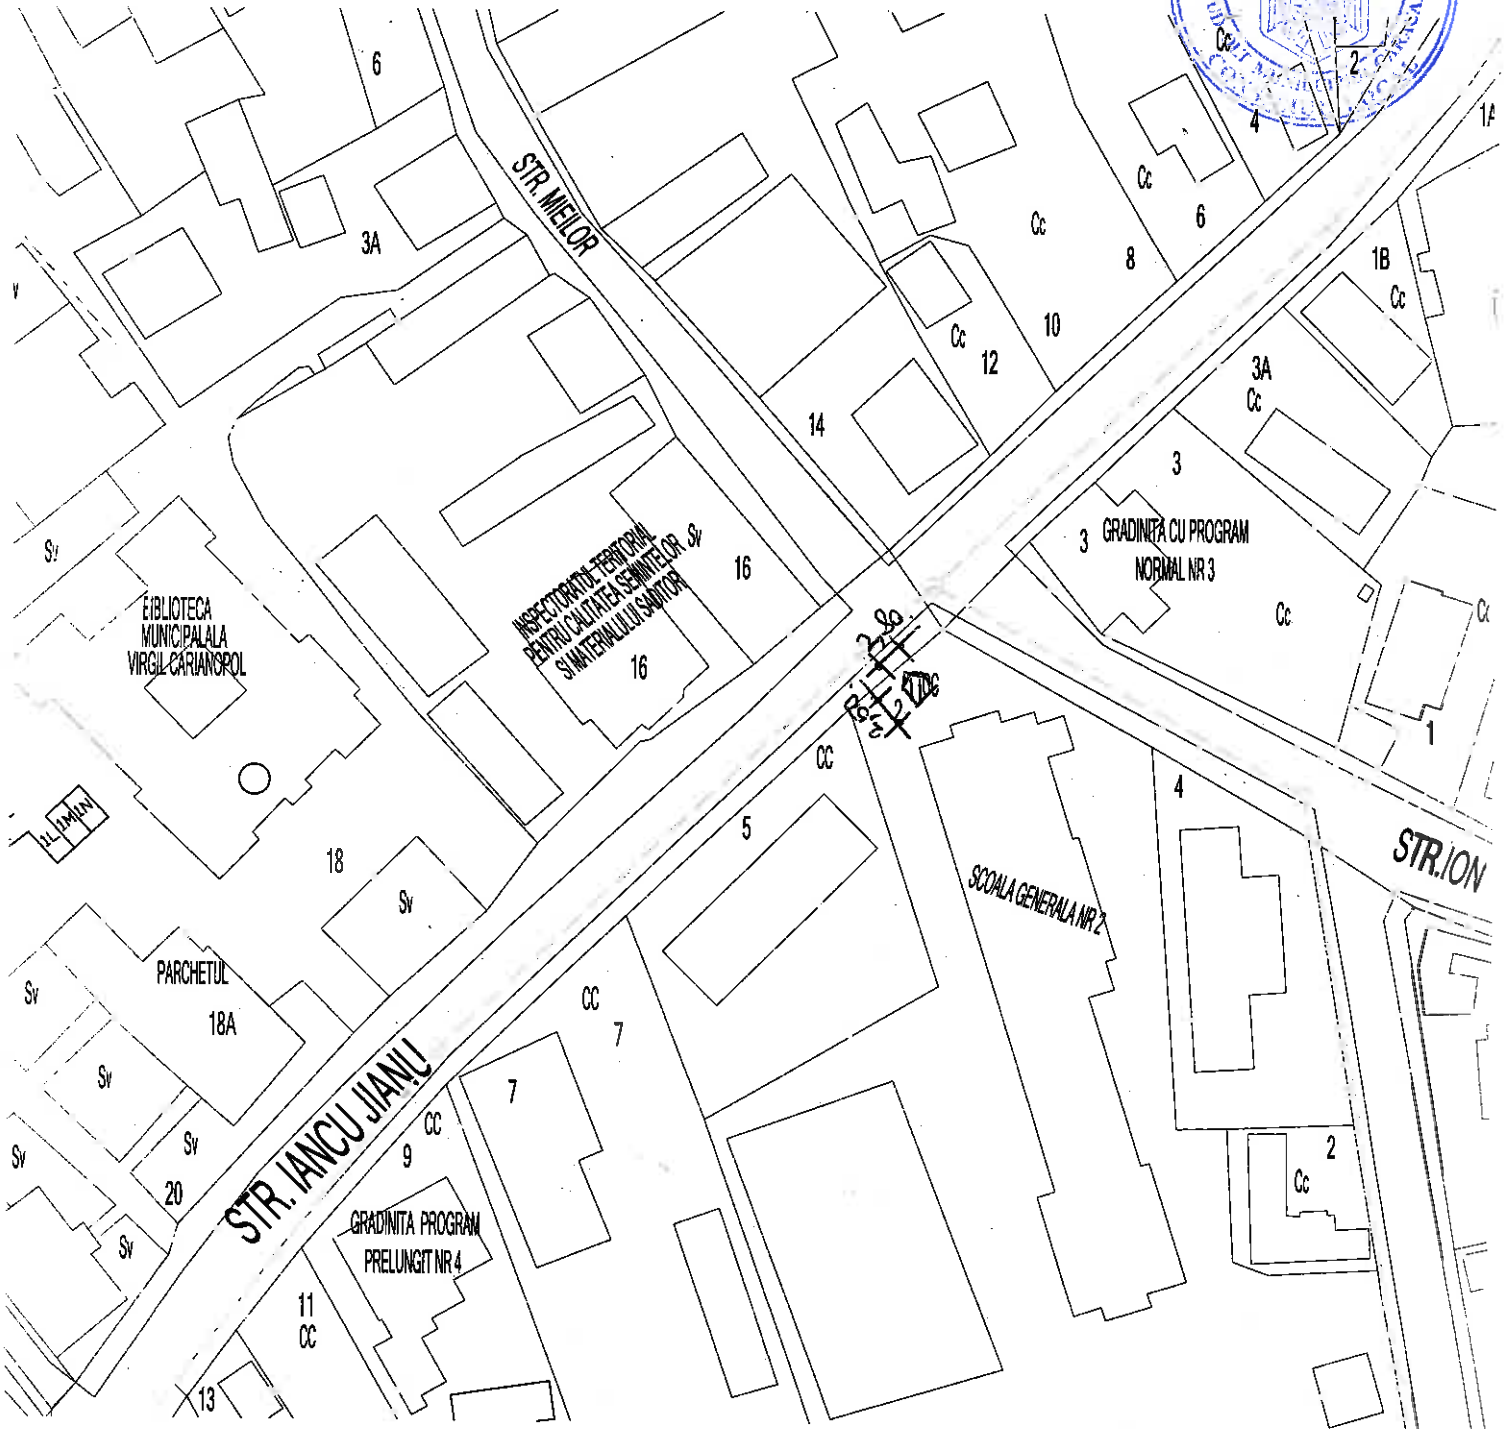 6
Cc
2
4
1A
STR. MIEILOR
3A
Cc
Cc
6
8
1B
Cc
10
Cc
12
3A
Cc
14
3
3
GRADINITA CU PROGRAM
NORMAL NR 3
Cc
Sv
INSPECTORATUL TERITORIAL
PENTRU CALITATEA SEMINTELOR
SI MATERIALULUI SADITOR
Sv
16
16
BIBLIOTECA
MUNICIPALALA
VIRGIL CARIANOPOL
1
CC
5
4
1L
1M
1N
18
Sv
STR.ION
SCOALA GENERALA NR 2
PARCHETUL
18A
Sv
Sv
Sv
Sv
20
Sv
CC
7
7
STR. IANCU JIANU
CC
9
GRADINITA PROGRAM
PRELUNGIT NR 4
2
Cc
11
CC
13